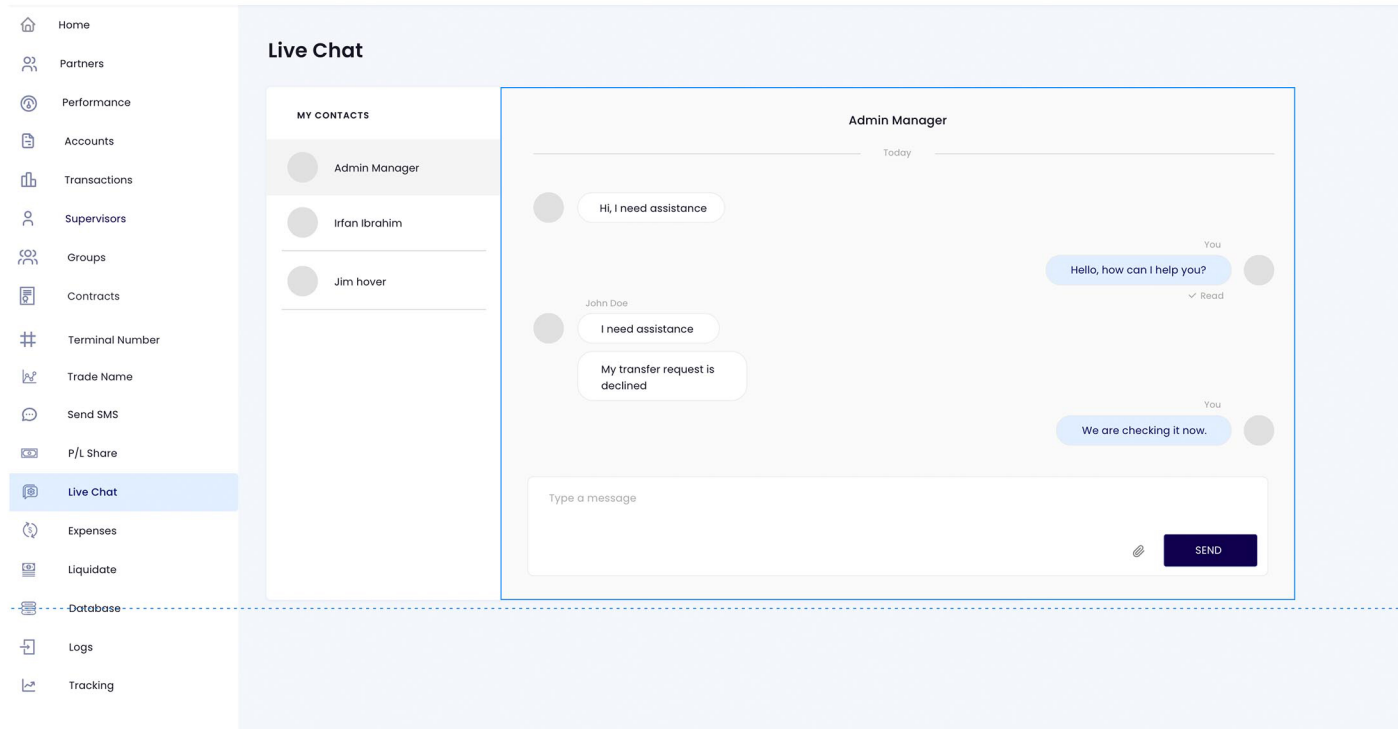 Home
Partners
Performance
Accounts
Transactions
Supervisors
Groups
Contracts
Terminal Number
Trade Name
Send SMS
P/L Share
Live Chat
Expenses
Liquidate
Database
Logs
Tracking
Live Chat
MY CONTACTS
Admin Manager
Irfan Ibrahim
Jim hover
Admin Manager
Today
Hi, I need assistance
You
Hello, how can I help you?
Read
John Doe
I need assistance
My transfer request is
declined
You
We are checking it now.
Type a message
SEND